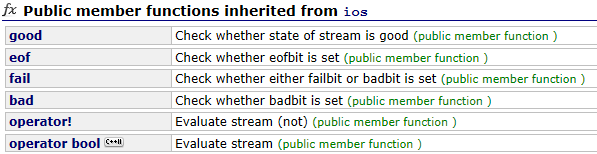 fx Public member functions inherited from ios
good Check whether state of stream is good (public member function )
eof Check whether eofbit is set (public member function )
fail Check whether either failbit or badbit is set (public member function )
bad Check whether badbit is set (public member function )
operator! Evaluate stream (not) (public member function )
operator bool C++11 Evaluate stream (public member function )